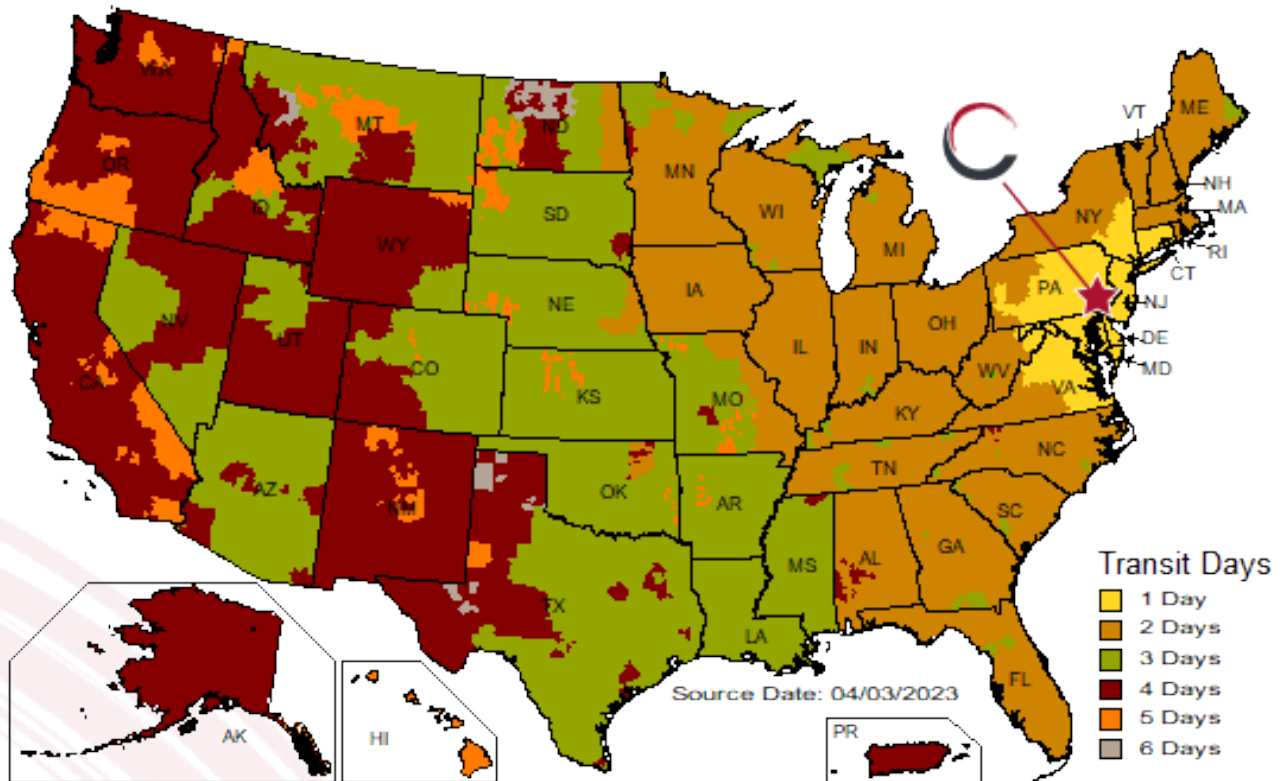 WA
MT
ND
OR
ID
SD
WY
MN
WI
MI
VT
ME
NH
NY
MA
RI
CT
PA
NJ
DE
MD
NE
IA
NV
UT
CO
IL
IN
OH
WV
VA
CA
KS
MO
KY
NC
AZ
NM
OK
AR
TN
SC
TX
MS
AL
GA
LA
FL
Transit Days
1 Day
2 Days
3 Days
4 Days
5 Days
6 Days
Source Date: 04/03/2023
AK
HI
PR